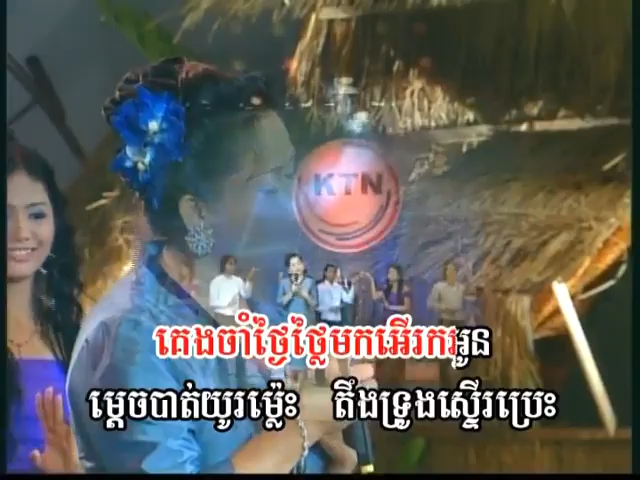 KTN
គេងចាំថ្ងៃថ្លៃមកអើរកអូន
ម្ដេចបាត់យូរម្ល៉េះ តឹងទ្រូងស្ទើរប្រេះ